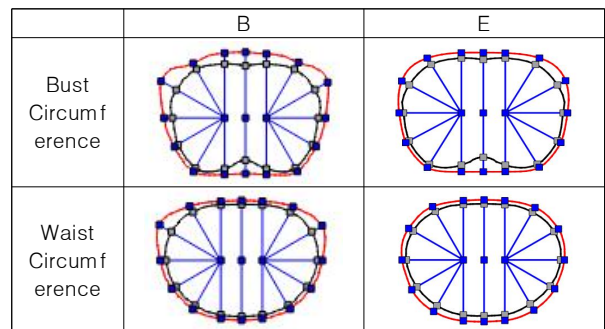 B E
Bust
Circumf
erence
Waist
Circumf
erence